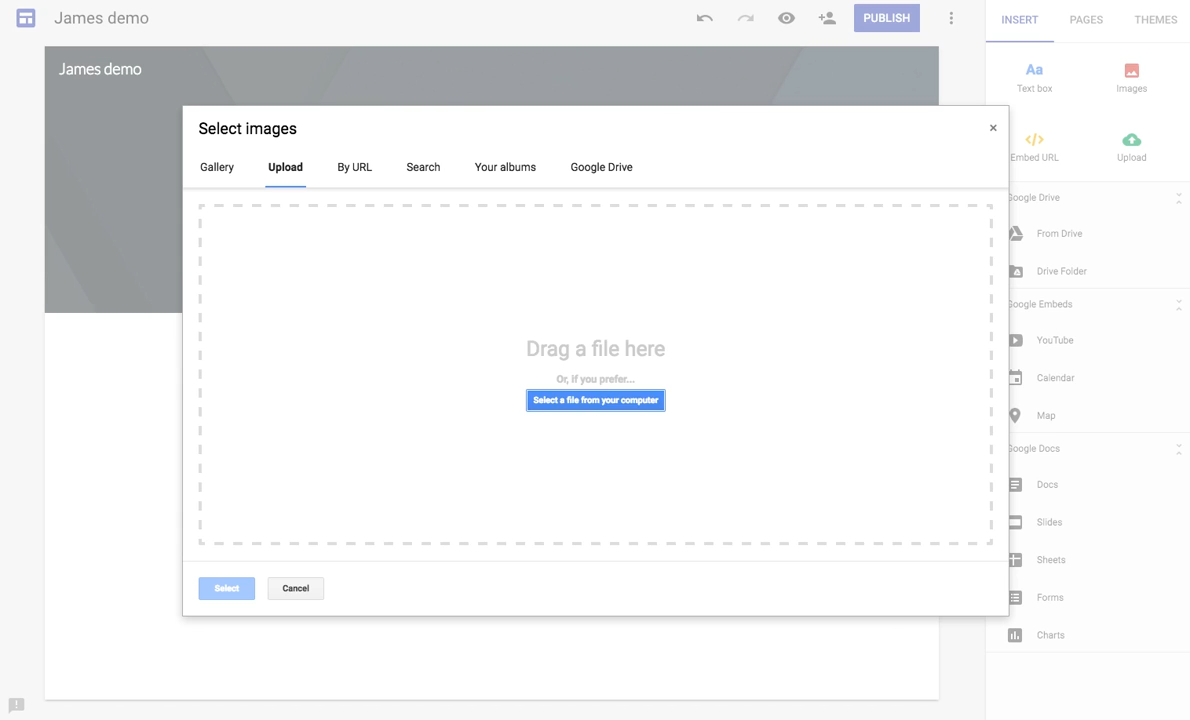 James demo
PUBLISH
INSERT
PAGES
THEMES
James demo
Aa
Text box
Images
Embed URL
Upload
Select images
×
Gallery
Upload
By URL
Search
Your albums
Google Drive
Drag a file here
Or, if you prefer...
Select a file from your computer
Select
Cancel
Google Drive
From Drive
Drive Folder
Google Embeds
YouTube
Calendar
Map
Google Docs
Docs
Slides
Sheets
Forms
Charts